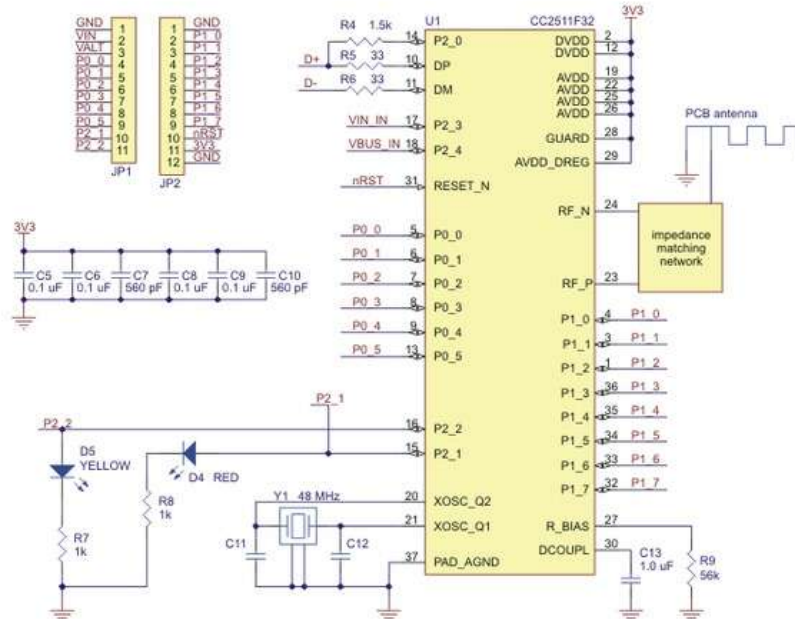 GND
VIN
VALT
P0_0
P0_1
P0_2
P0_3
P0_4
P0_5
P2_1
P2_2
1
2
3
4
5
6
7
8
9
10
11
JP1
1
2
3
4
5
6
7
8
9
10
11
12
JP2
GND
P1_0
P1_1
P1_2
P1_3
P1_4
P1_5
P1_6
P1_7
nRST
3V3
GND
3V3
C5
0.1 uF
C6
0.1 uF
C7
560 pF
C8
0.1 uF
C9
0.1 uF
C10
560 pF
U1
CC2511F32
R4 1.5k
14 P2_0
D+ R5 33
10 DP
D- R6 33
11 DM
VIN_IN 17 P2_3
VBUS_IN 18 P2_4
nRST 31 RESET_N
P0_0 5 P0_0
P0_1 6 P0_1
P0_2 7 P0_2
P0_3 8 P0_3
P0_4 9 P0_4
P0_5 13 P0_5
P2_1
P2_2 16 P2_2
15 P2_1
D5
YELLOW
D4 RED
R8
1k
R7
1k
Y1 48 MHz
C11
C12
20 XOSC_Q2
21 XOSC_Q1
37 PAD_AGND
3V3
DVDD 2
DVDD 12
AVDD 19
AVDD 22
AVDD 25
AVDD 26
GUARD 28
AVDD_DREG 29
PCB antenna
RF_N 24
impedance
matching
network
RF_P 23
P1_0 4 P1_0
P1_1 3 P1_1
P1_2 1 P1_2
P1_3 36 P1_3
P1_4 35 P1_4
P1_5 34 P1_5
P1_6 33 P1_6
P1_7 32 P1_7
R_BIAS 27
DCOUPL 30
C13
1.0 uF
R9
56k